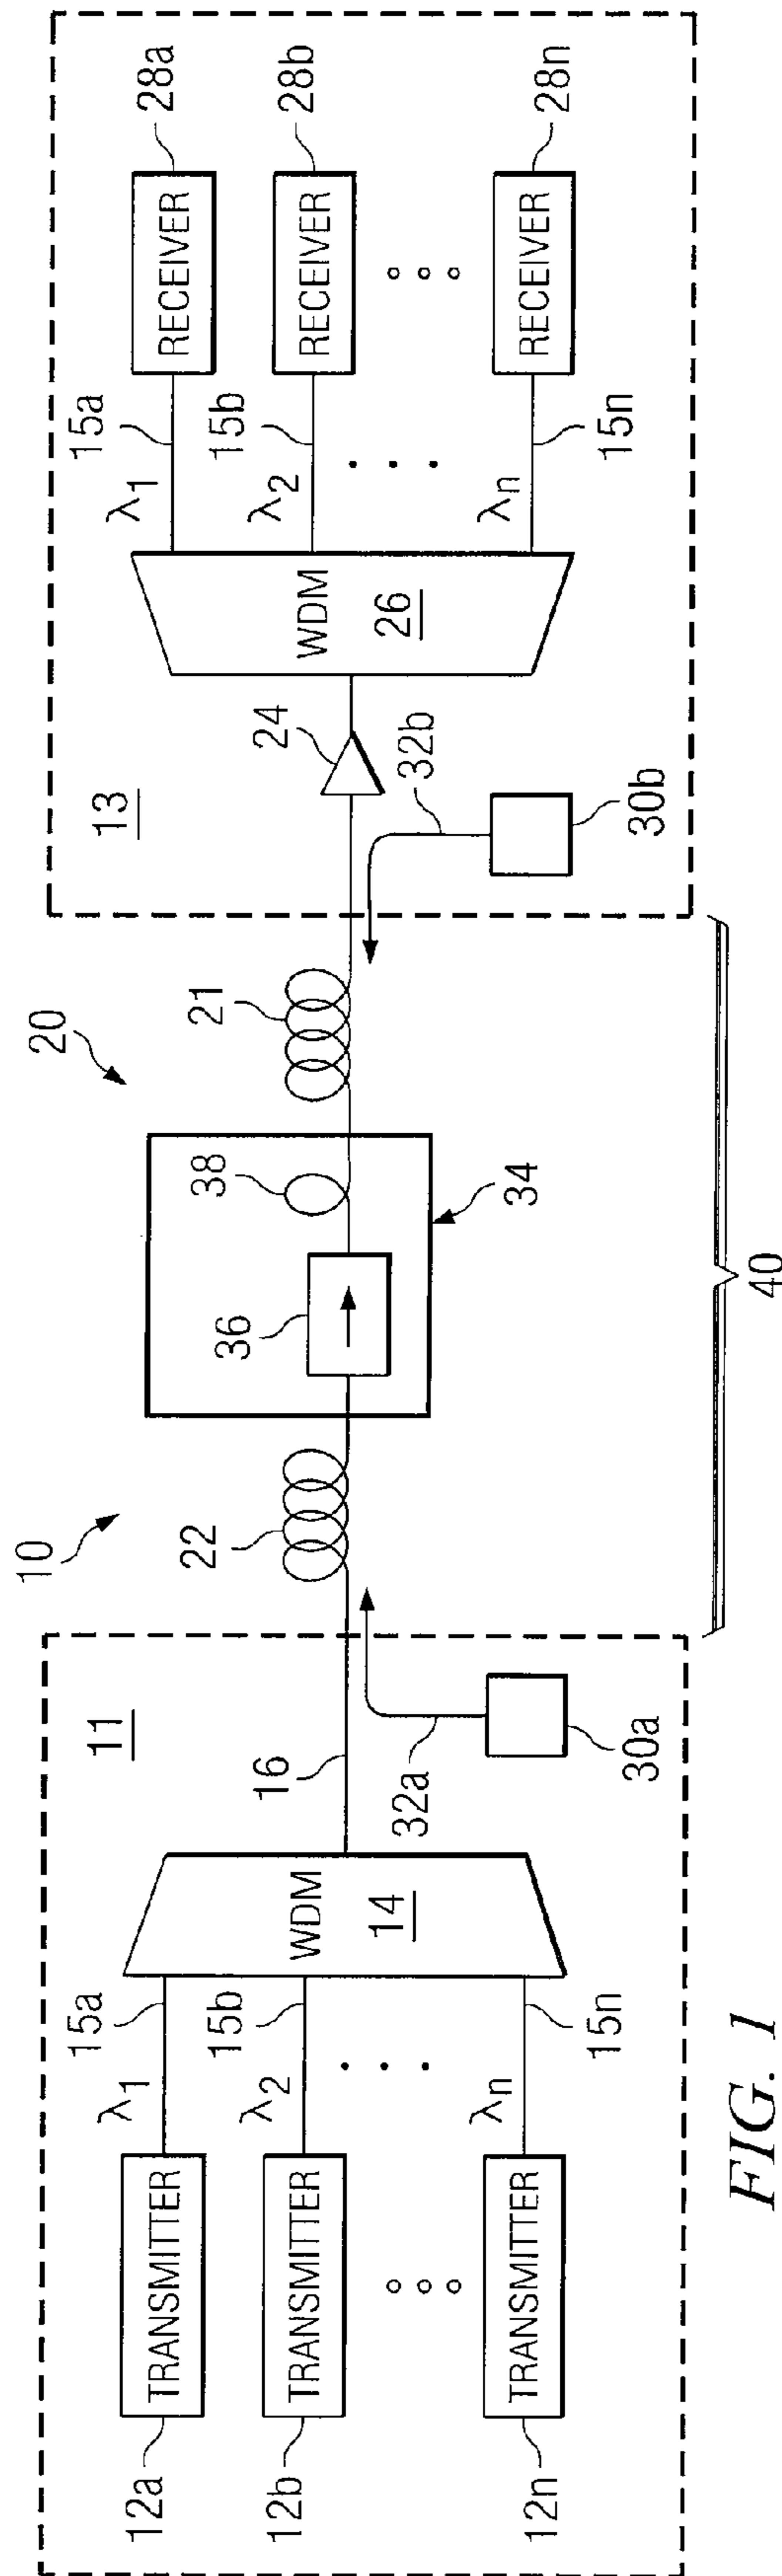 10
20
11
13
12a
TRANSMITTER
λ1
15a
12b
TRANSMITTER
λ2
15b
12n
TRANSMITTER
λn
15n
WDM
14
16
32a
30a
22
36
38
34
21
40
32b
30b
24
WDM
26
λ1
15a
RECEIVER
28a
λ2
15b
RECEIVER
28b
λn
15n
RECEIVER
28n
FIG. 1